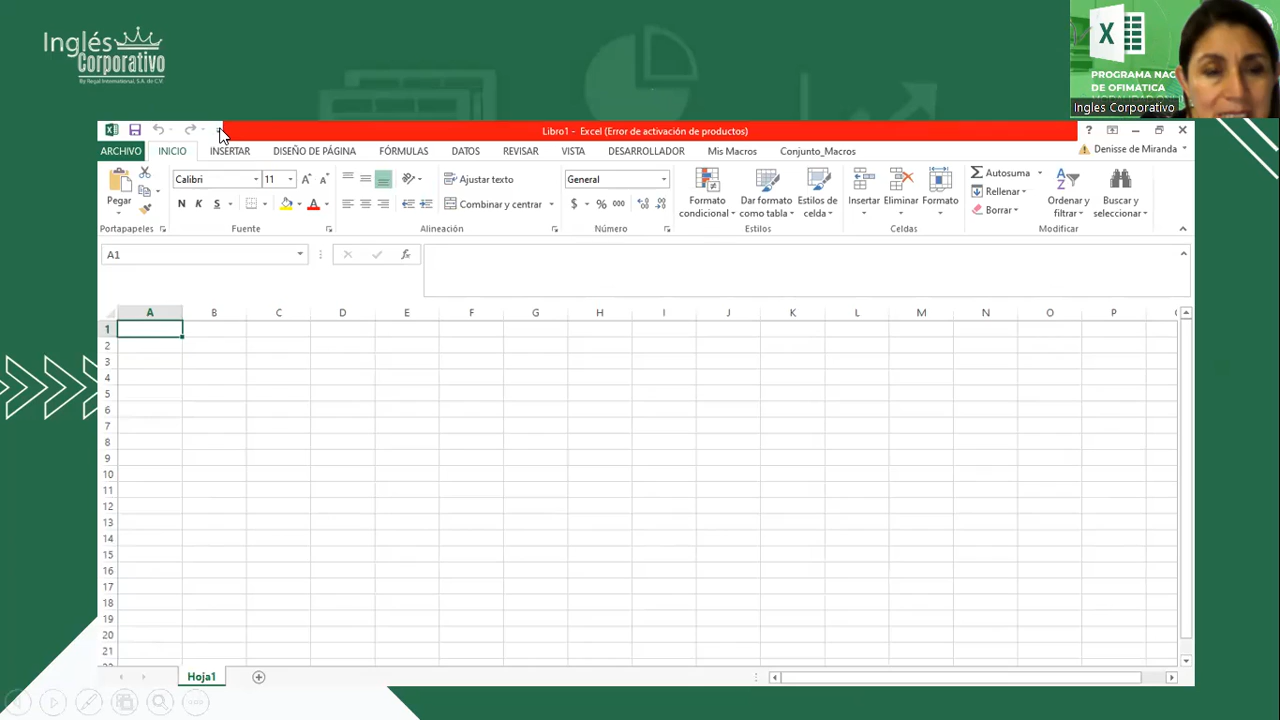 Inglés
Corporativo
By Regal International, S.A. de C.V.
PROGRAMA NAC
DE OFIMATICA
Ingles Corporativo
Libro1 - Excel (Error de activación de productos)
ARCHIVO INICIO INSERTAR DISEÑO DE PÁGINA FÓRMULAS DATOS REVISAR VISTA DESARROLLADOR Mis Macros Conjunto_Macros Denisse de Miranda
Pegar
Calibri 11 A A
N K S A
Ajustar texto
Combinar y centrar
General
$ % 000
Formato condicional
Dar formato como tabla
Estilos de celda
Insertar Eliminar Formato
Autosuma
Rellenar
Borrar
Ordenar y filtrar
Buscar y seleccionar
Portapapeles Fuente Alineación Número Estilos Celdas Modificar
A1 fx
A B C D E F G H I J K L M N O P
1
2
3
4
5
6
7
8
9
10
11
12
13
14
15
16
17
18
19
20
21
Hoja1